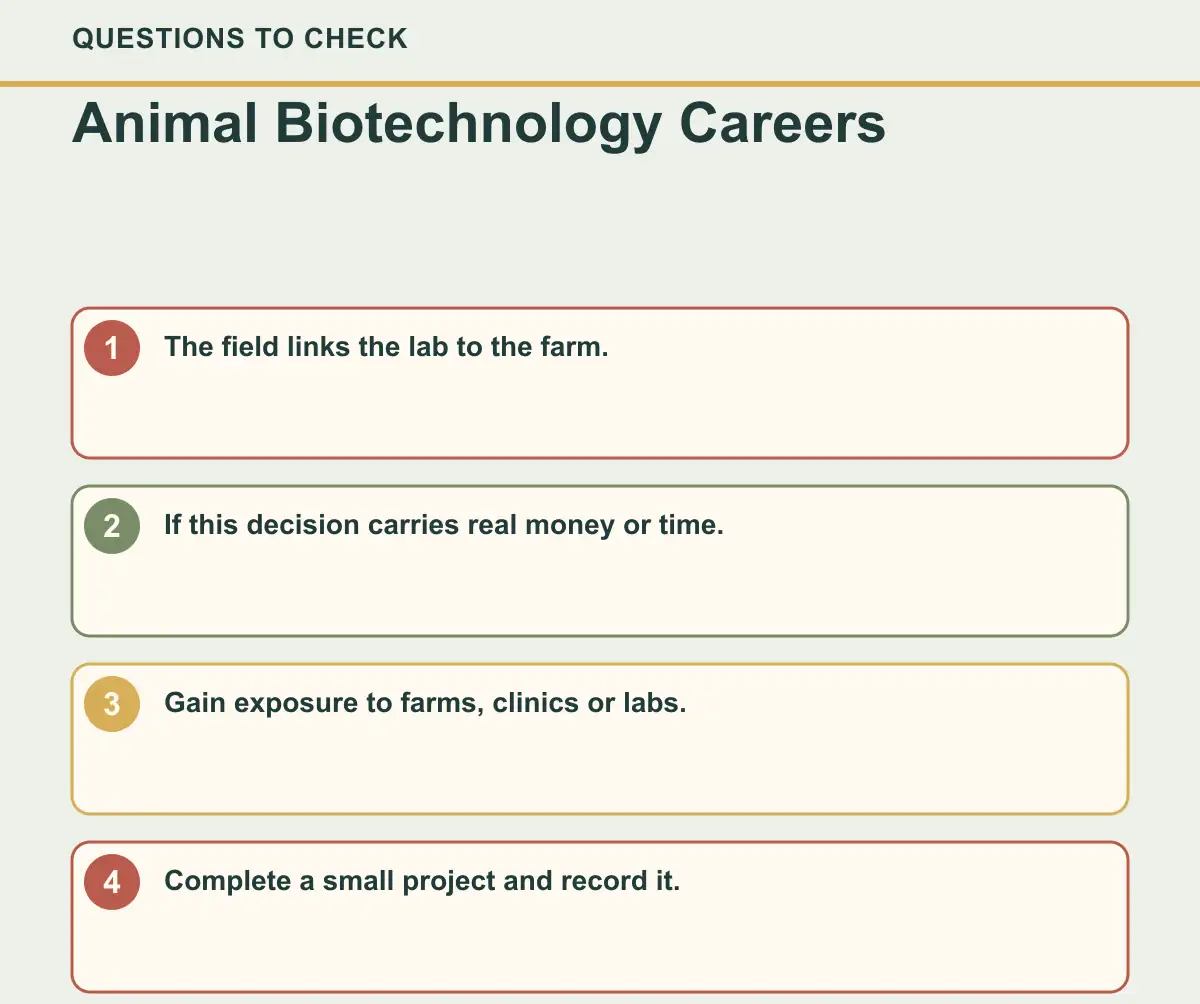 QUESTIONS TO CHECK
Animal Biotechnology Careers
1 The field links the lab to the farm.
2 If this decision carries real money or time.
3 Gain exposure to farms, clinics or labs.
4 Complete a small project and record it.